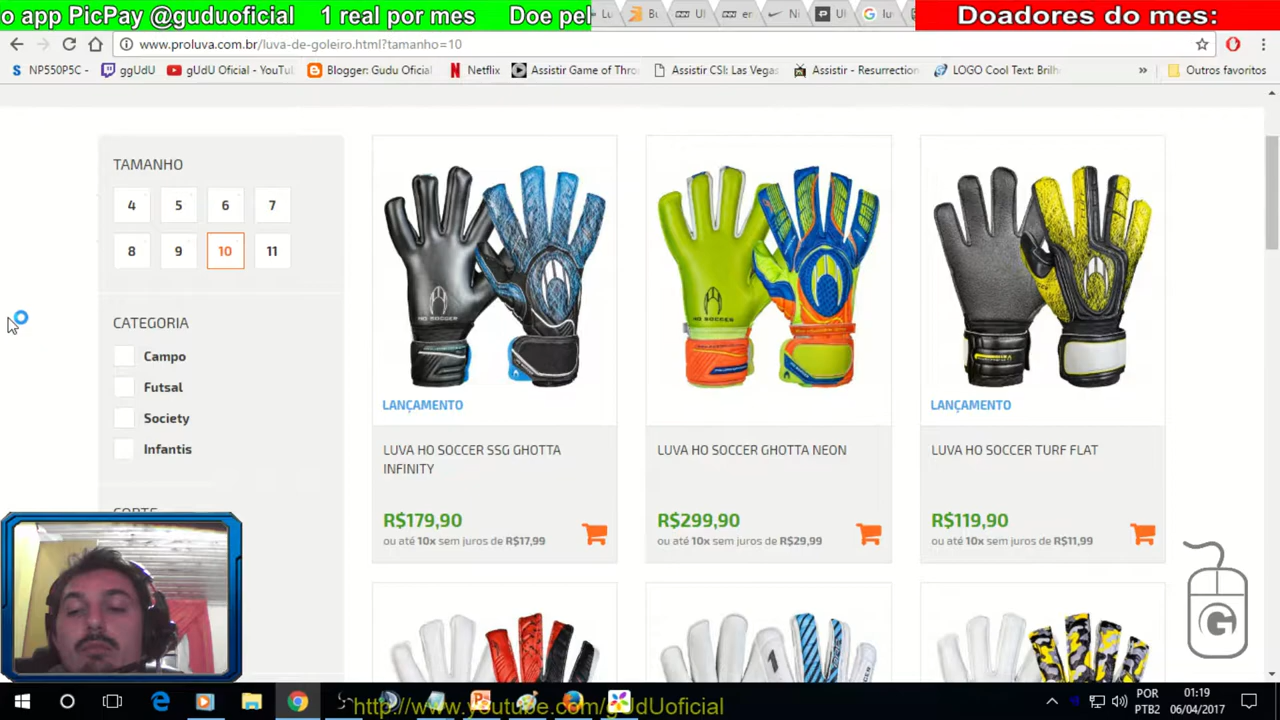 o app PicPay @guduoficial 1 real por mes Doe pel
Doadores do mes:
www.proluva.com.br/luva-de-goleiro.html?tamanho=10
NP550P5C - ggUdU gUdU Oficial - YouTu Blogger: Gudu Oficial Netflix Assistir Game of Thro Assistir CSI: Las Vegas Assistir - Resurrection LOGO Cool Text: Brilh » Outros favoritos
TAMANHO
4 5 6 7
8 9 10 11
CATEGORIA
Campo
Futsal
Society
Infantis
CORTE
HO SOCCER
LANÇAMENTO
LUVA HO SOCCER SSG GHOTTA
INFINITY
R$179,90
ou até 10x sem juros de R$17,99
HO SOCCER
LUVA HO SOCCER GHOTTA NEON
R$299,90
ou até 10x sem juros de R$29,99
LANÇAMENTO
LUVA HO SOCCER TURF FLAT
R$119,90
ou até 10x sem juros de R$11,99
G
http://www.youtube.com/gUdUoficial
POR
PTB2
01:19
06/04/2017